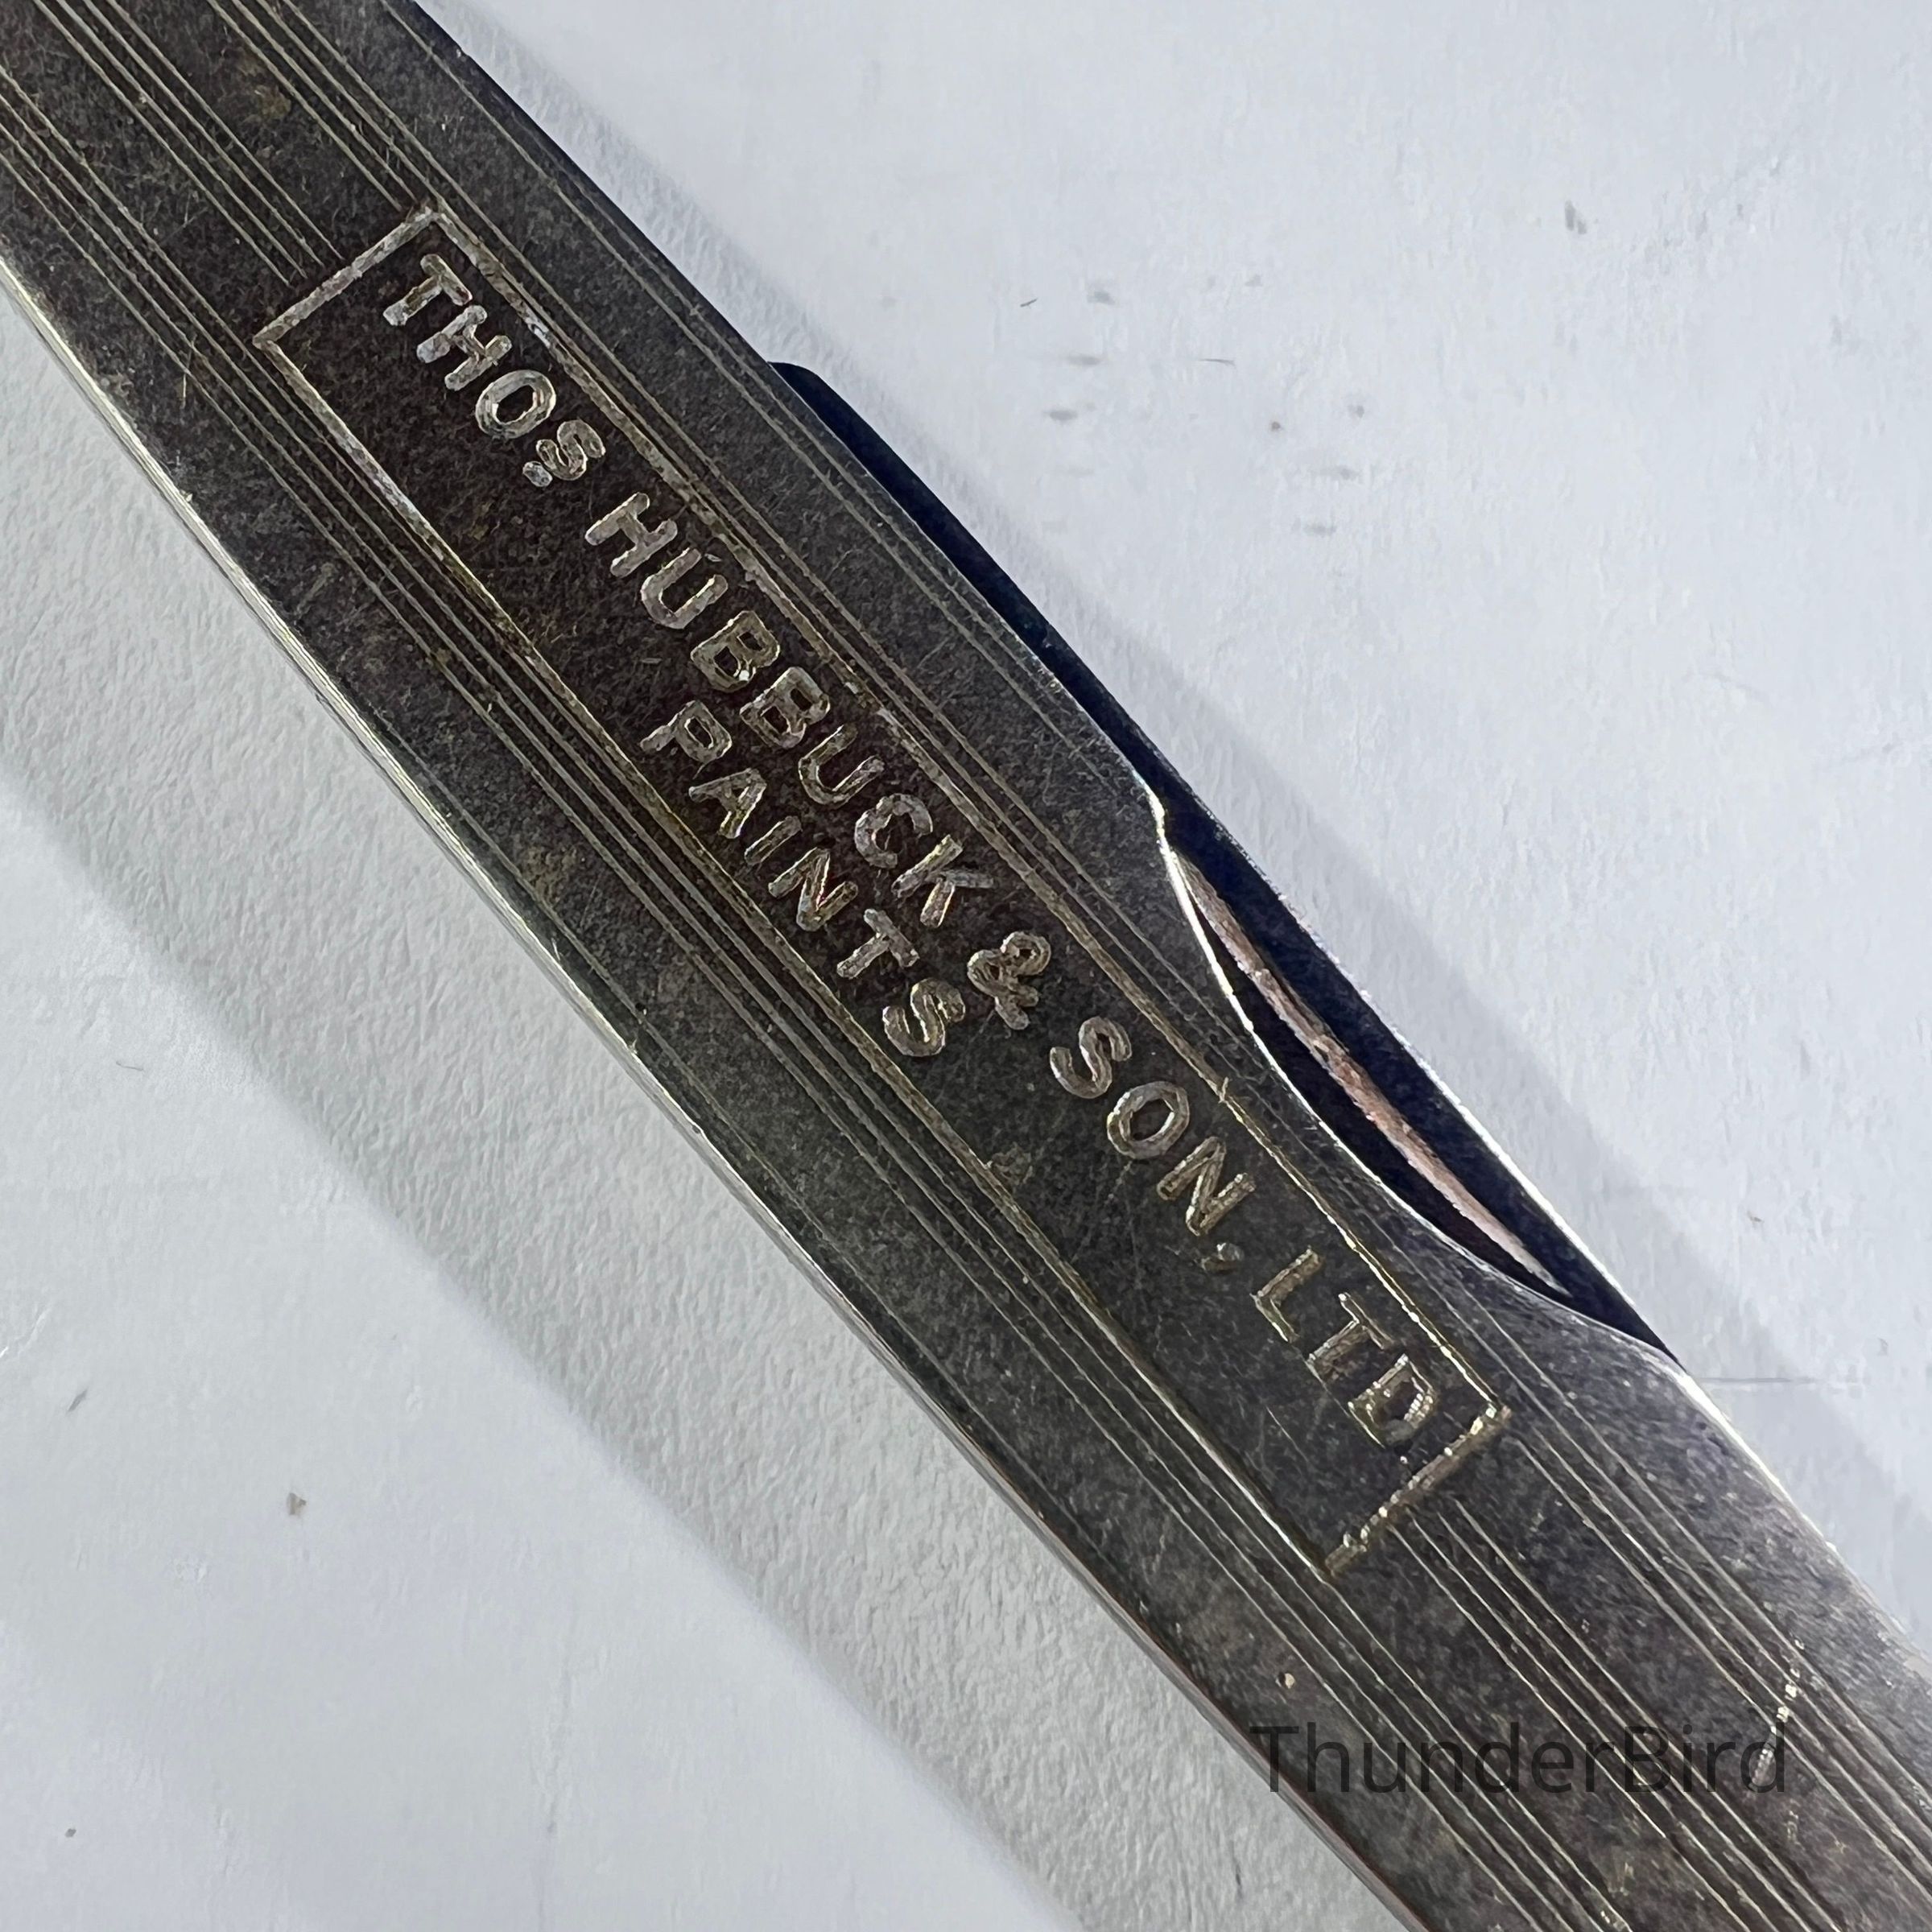 THOS HUBBUCK & SON, LTD
PAINTS
ThunderBird